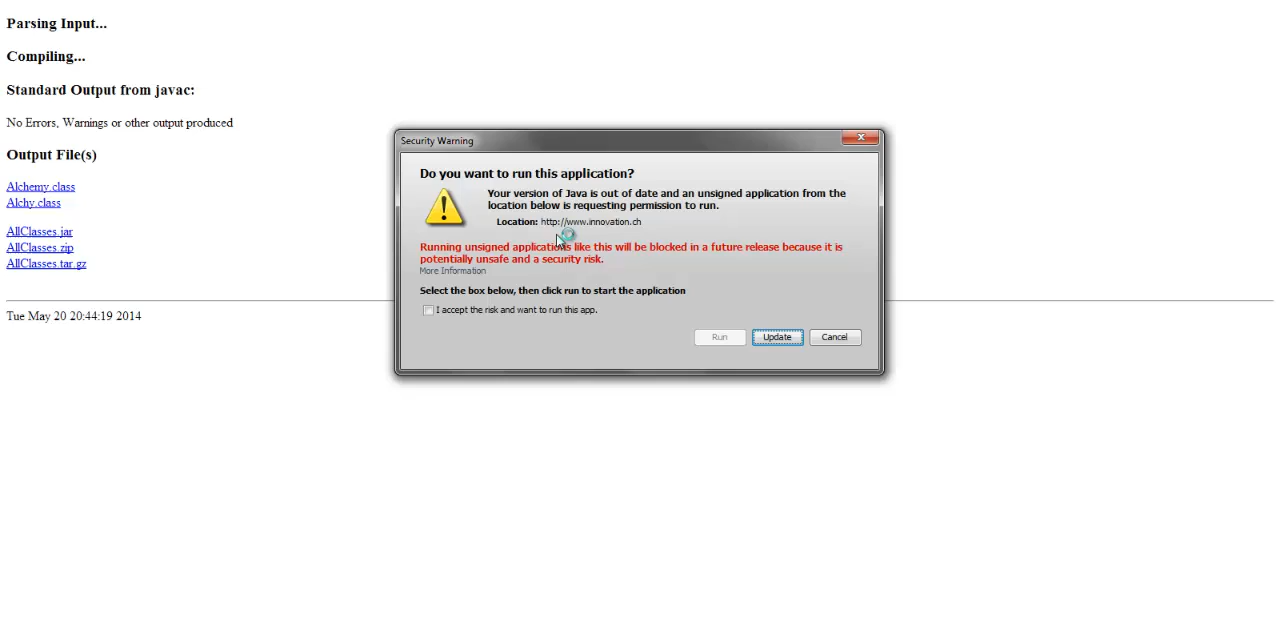 Parsing Input...
Compiling...
Standard Output from javac:
No Errors, Warnings or other output produced
Output File(s)
Alchemy.class
Alchy.class
AllClasses.jar
AllClasses.zip
AllClasses.tar.gz
Tue May 20 20:44:19 2014
Security Warning
Do you want to run this application?
Your version of Java is out of date and an unsigned application from the
location below is requesting permission to run.
Location: http://www.innovation.ch
Running unsigned applications like this will be blocked in a future release because it is
potentially unsafe and a security risk.
More Information
Select the box below, then click run to start the application
I accept the risk and want to run this app.
Run Update Cancel